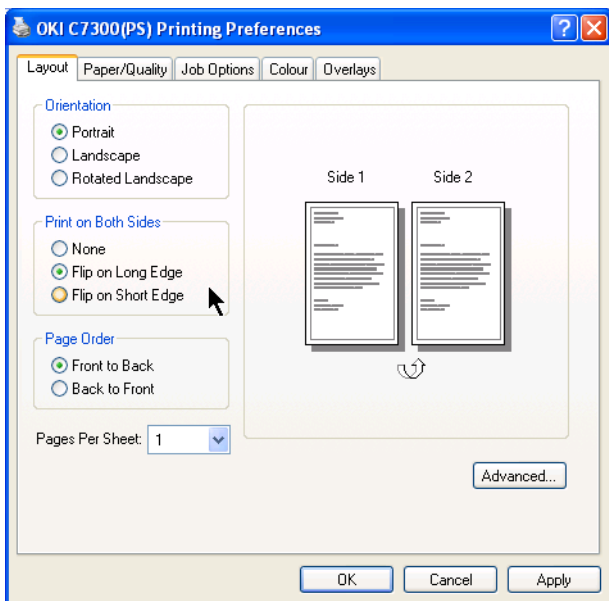 OKI C7300(PS) Printing Preferences
Layout Paper/Quality Job Options Colour Overlays
Orientation
Portrait
Landscape
Rotated Landscape
Print on Both Sides
None
Flip on Long Edge
Flip on Short Edge
Page Order
Front to Back
Back to Front
Pages Per Sheet: 1
Side 1 Side 2
Advanced...
OK Cancel Apply